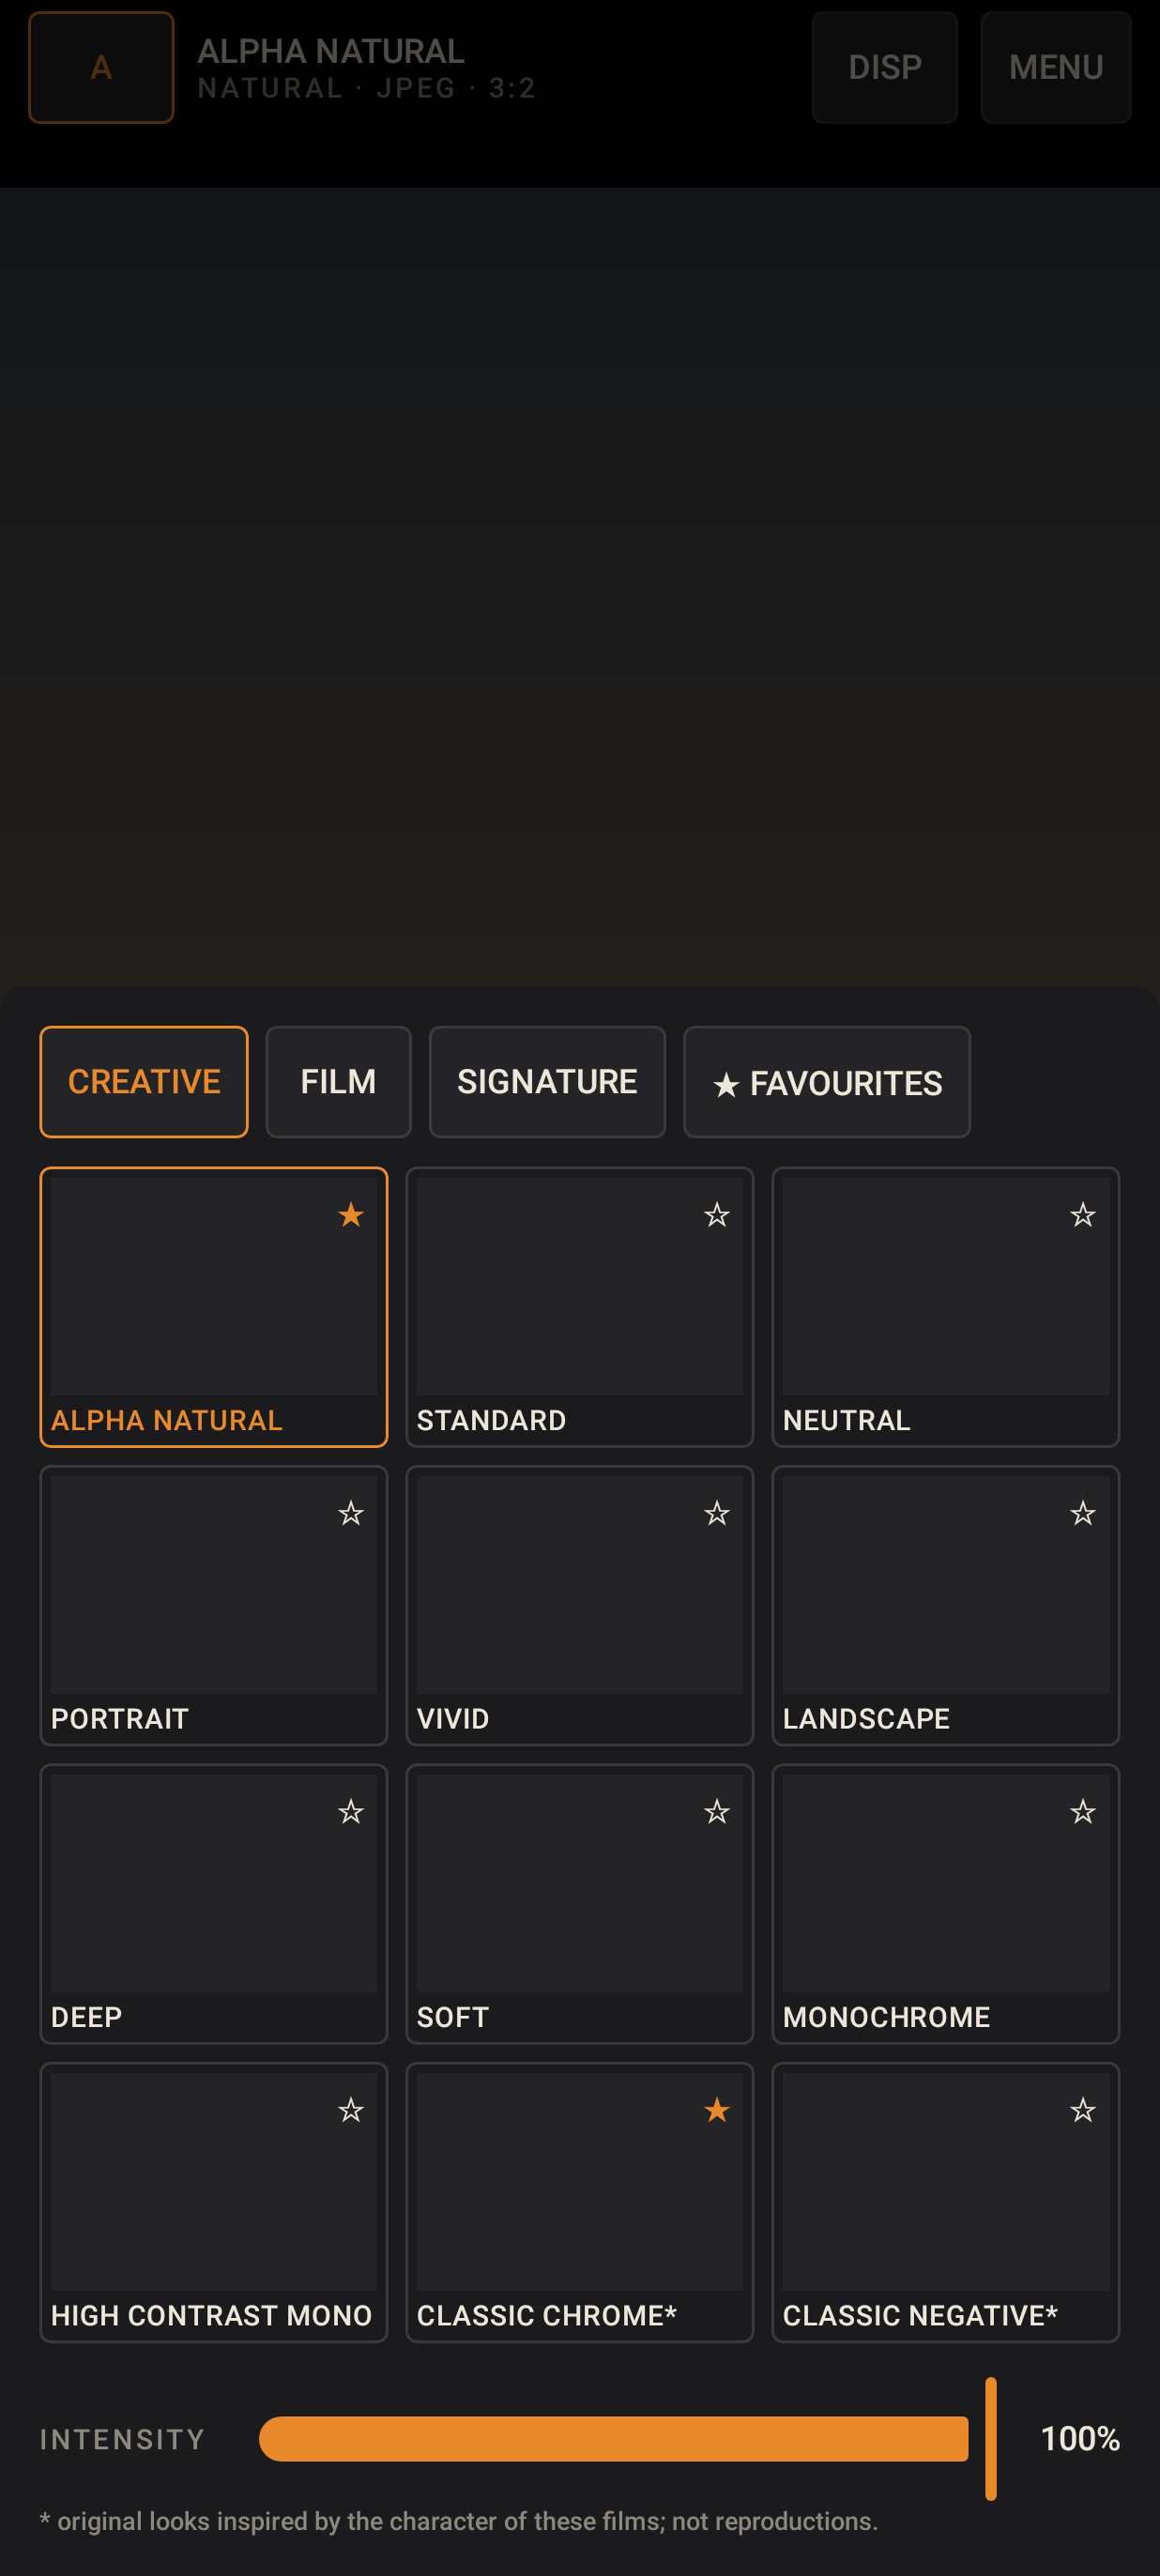 A
ALPHA NATURAL
NATURAL · JPEG · 3:2
DISP
MENU
CREATIVE
FILM
SIGNATURE
★ FAVOURITES
★
☆
☆
ALPHA NATURAL
STANDARD
NEUTRAL
☆
☆
☆
PORTRAIT
VIVID
LANDSCAPE
☆
☆
☆
DEEP
SOFT
MONOCHROME
☆
★
☆
HIGH CONTRAST MONO
CLASSIC CHROME*
CLASSIC NEGATIVE*
INTENSITY
100%
* original looks inspired by the character of these films; not reproductions.